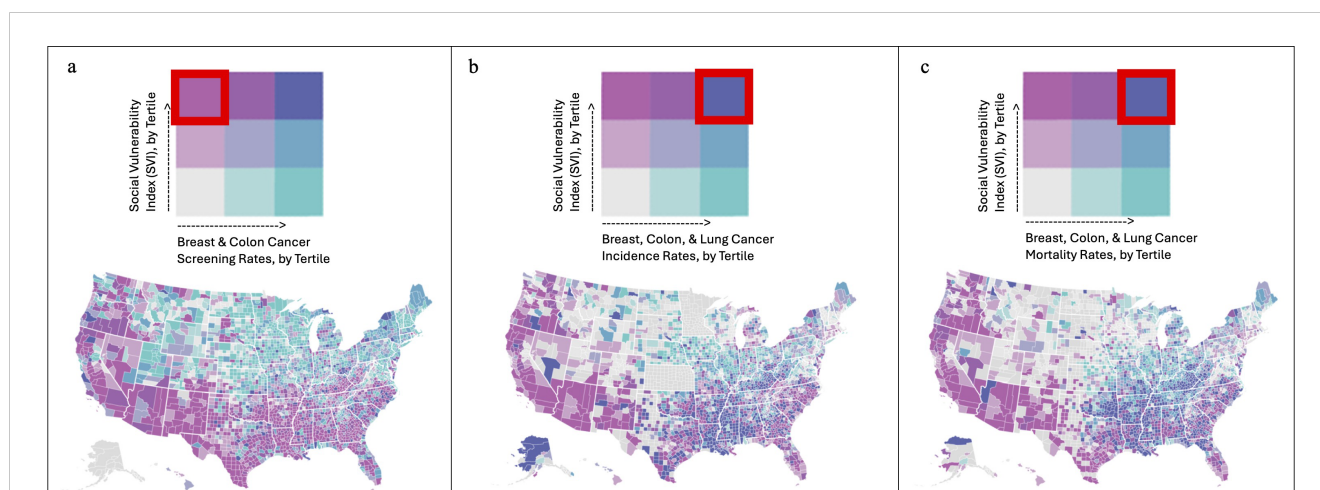 a
Social Vulnerability
Index (SVI), by Tertile
Breast & Colon Cancer
Screening Rates, by Tertile
b
Social Vulnerability
Index (SVI), by Tertile
Breast, Colon, & Lung Cancer
Incidence Rates, by Tertile
c
Social Vulnerability
Index (SVI), by Tertile
Breast, Colon, & Lung Cancer
Mortality Rates, by Tertile